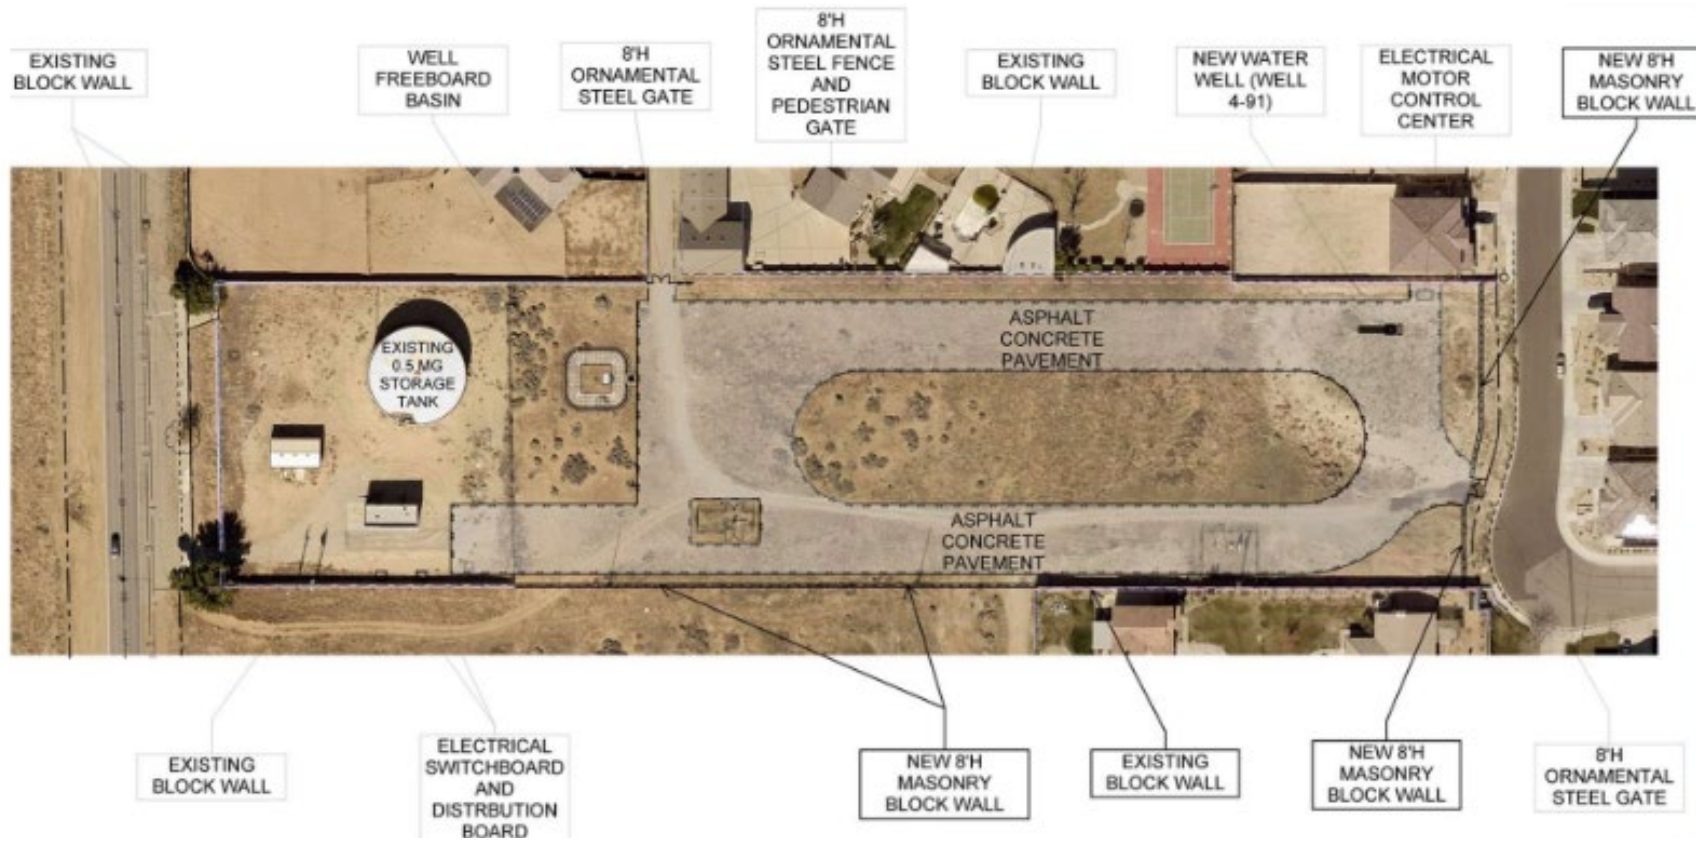 EXISTING
BLOCK WALL
WELL
FREEBOARD
BASIN
8'H
ORNAMENTAL
STEEL GATE
8'H
ORNAMENTAL
STEEL FENCE
AND
PEDESTRIAN
GATE
EXISTING
BLOCK WALL
NEW WATER
WELL (WELL
4-91)
ELECTRICAL
MOTOR
CONTROL
CENTER
NEW 8'H
MASONRY
BLOCK WALL
EXISTING
0.5 MG
STORAGE
TANK
ASPHALT
CONCRETE
PAVEMENT
ASPHALT
CONCRETE
PAVEMENT
EXISTING
BLOCK WALL
ELECTRICAL
SWITCHBOARD
AND
DISTRBUTION
BOARD
NEW 8'H
MASONRY
BLOCK WALL
EXISTING
BLOCK WALL
NEW 8'H
MASONRY
BLOCK WALL
8'H
ORNAMENTAL
STEEL GATE